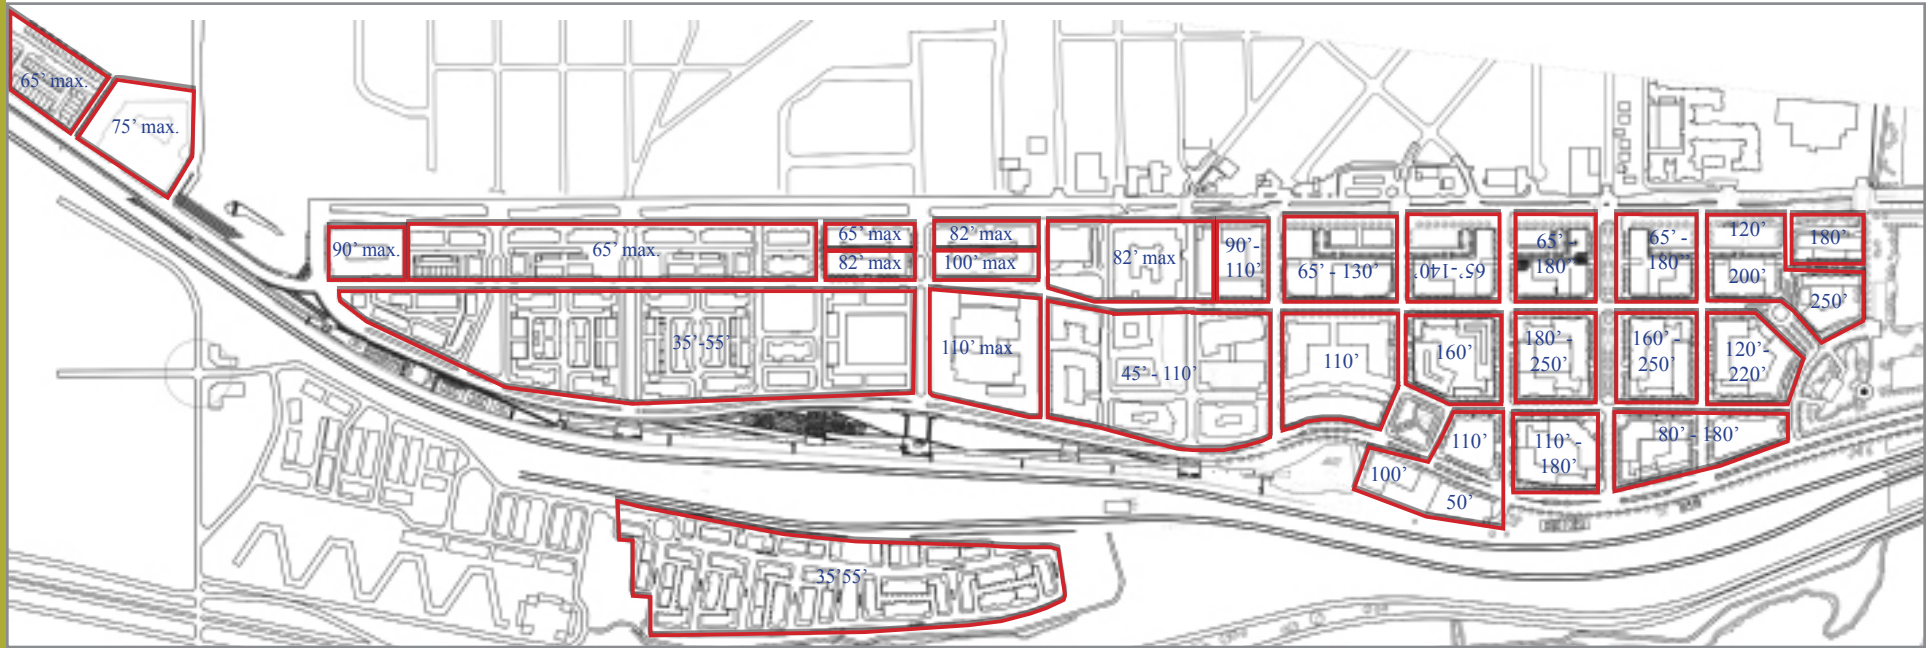 65’ max.
75’ max.
90’ max.
65’ max.
65’ max
82’ max
82’ max
100’ max
82’ max
90’-
110’
65’ - 130’
65’-140’
65’ -
180’
65’ -
180’
120’
200’
180’
250’
35’-55’
110’ max
45’ - 110’
110’
160’
180’ -
250’
160’ -
250’
120’-
220’
110’
100’
50’
110’ -
180’
80’ - 180’
35’55’